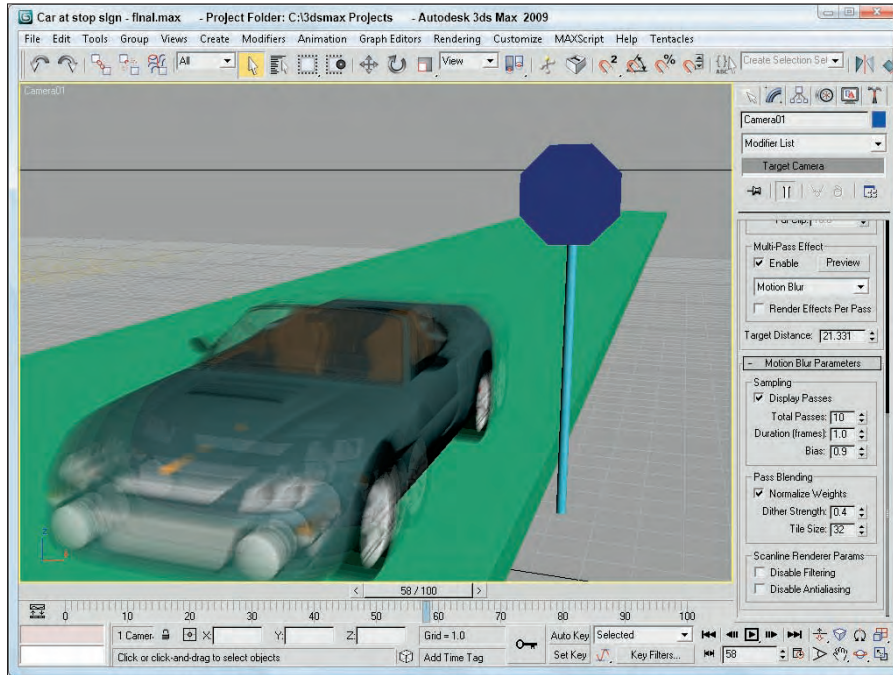 Car at stop sign - final.max - Project Folder: C:\3dsmax Projects - Autodesk 3ds Max 2009
File Edit Tools Group Views Create Modifiers Animation Graph Editors Rendering Customize MAXScript Help Tentacles
All View Create Selection Set
Camera01
Camera01
Modifier List
Target Camera
Multi-Pass Effect
Enable Preview
Motion Blur
Render Effects Per Pass
Target Distance: 21.331
- Motion Blur Parameters
Sampling
Display Passes
Total Passes: 10
Duration (frames): 1.0
Bias: 0.9
Pass Blending
Normalize Weights
Dither Strength: 0.4
Tile Size: 32
Scanline Renderer Params
Disable Filtering
Disable Antialiasing
z
< 58 / 100 >
0 10 20 30 40 50 60 70 80 90 100
1 Camer X: Y: Z: Grid = 1.0 Auto Key Selected
Click or click-and-drag to select objects Add Time Tag Set Key Key Filters... 58